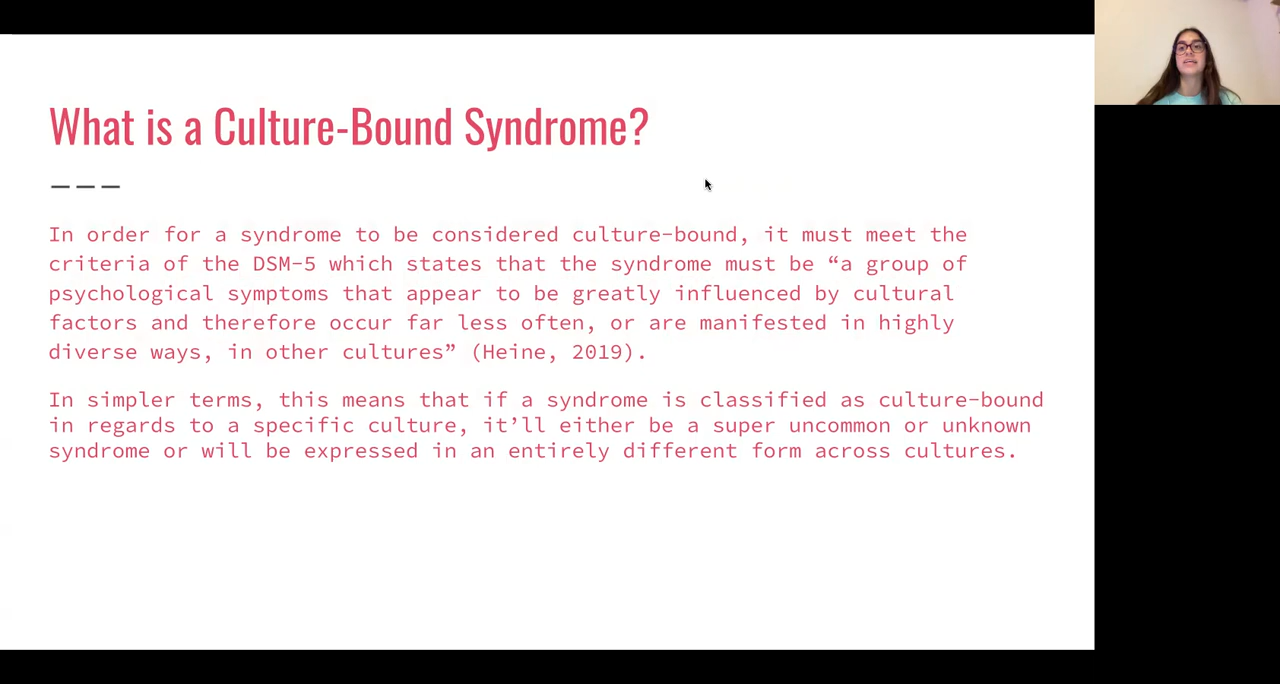 What is a Culture-Bound Syndrome?
In order for a syndrome to be considered culture-bound, it must meet the
criteria of the DSM-5 which states that the syndrome must be “a group of
psychological symptoms that appear to be greatly influenced by cultural
factors and therefore occur far less often, or are manifested in highly
diverse ways, in other cultures” (Heine, 2019).
In simpler terms, this means that if a syndrome is classified as culture-bound
in regards to a specific culture, it’ll either be a super uncommon or unknown
syndrome or will be expressed in an entirely different form across cultures.